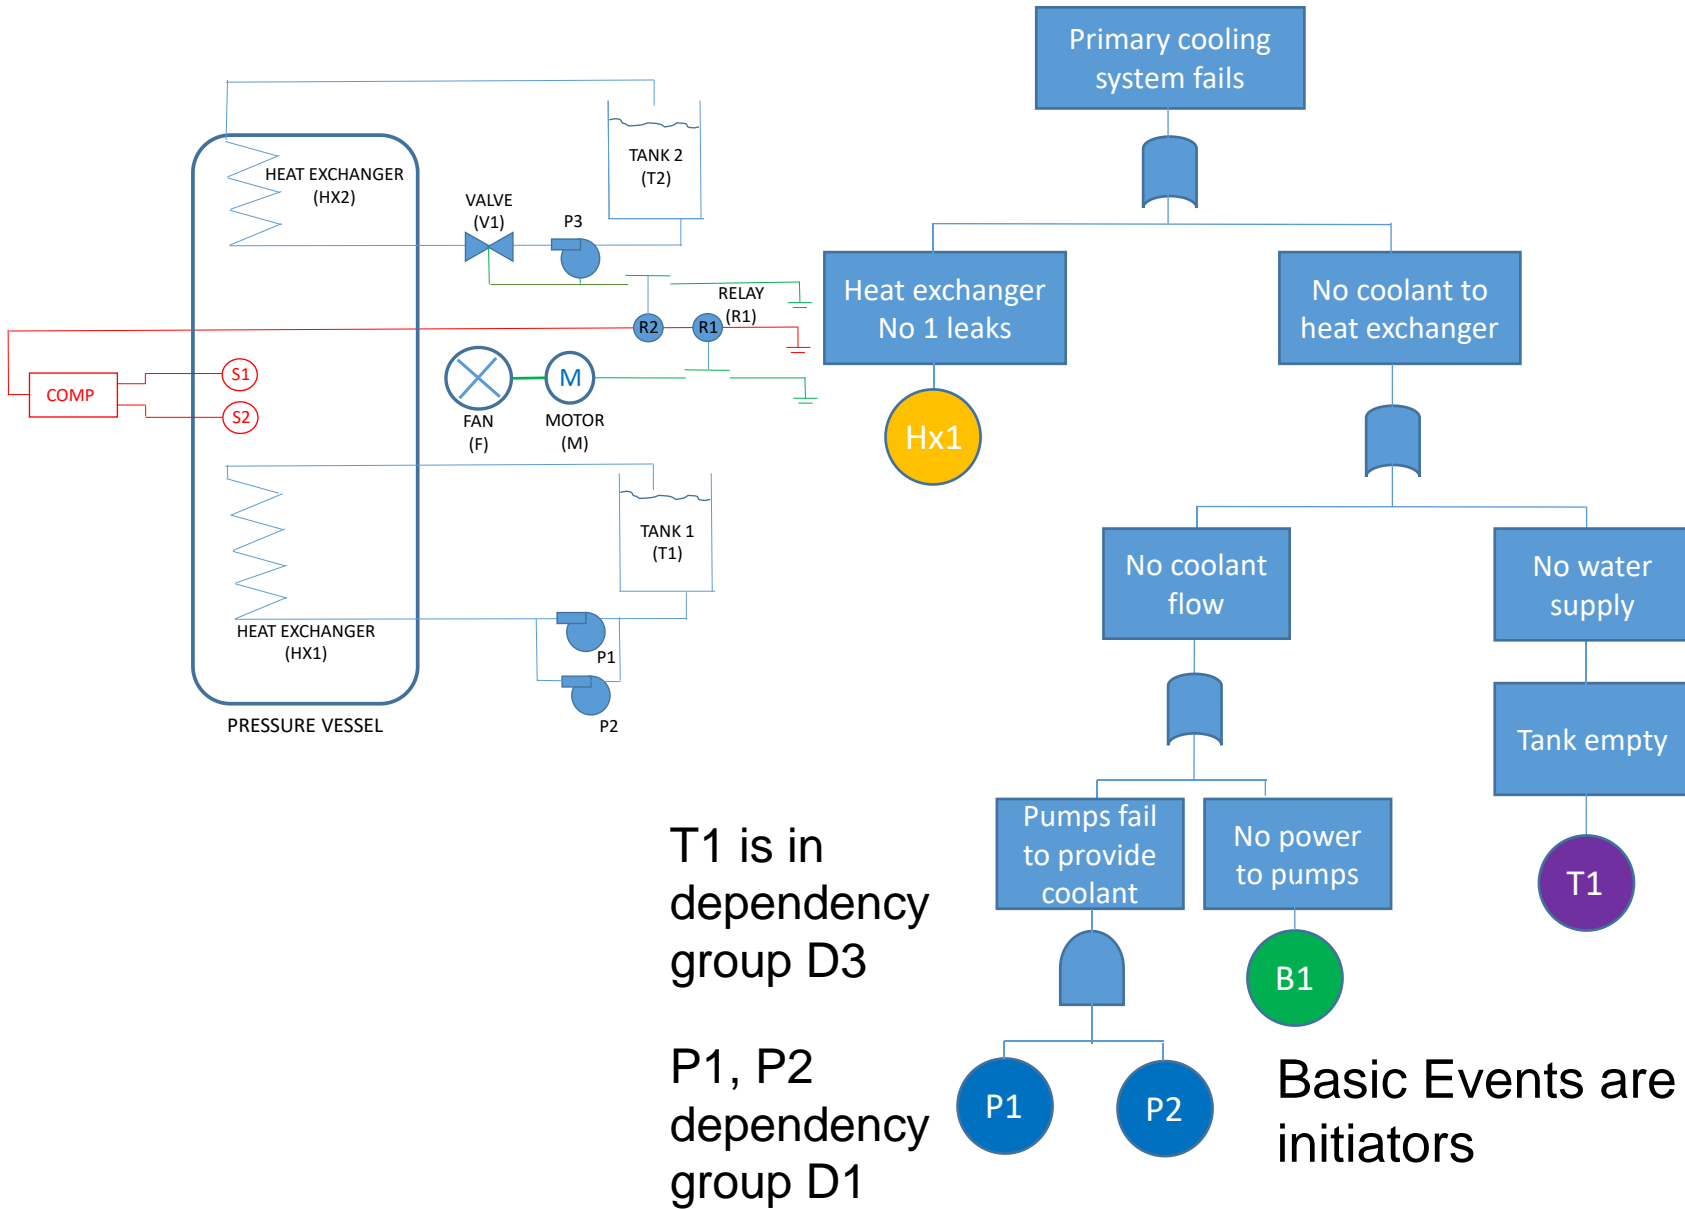 HEAT EXCHANGER
(HX2)
TANK 2
(T2)
VALVE
(V1)
P3
RELAY
(R1)
R2
R1
COMP
S1
S2
FAN
(F)
M
MOTOR
(M)
TANK 1
(T1)
HEAT EXCHANGER
(HX1)
P1
P2
PRESSURE VESSEL
Primary cooling
system fails
Heat exchanger
No 1 leaks
No coolant to
heat exchanger
Hx1
No coolant
flow
No water
supply
Tank empty
Pumps fail
to provide
coolant
No power
to pumps
T1
B1
P1
P2
T1 is in
dependency
group D3
P1, P2
dependency
group D1
Basic Events are
initiators